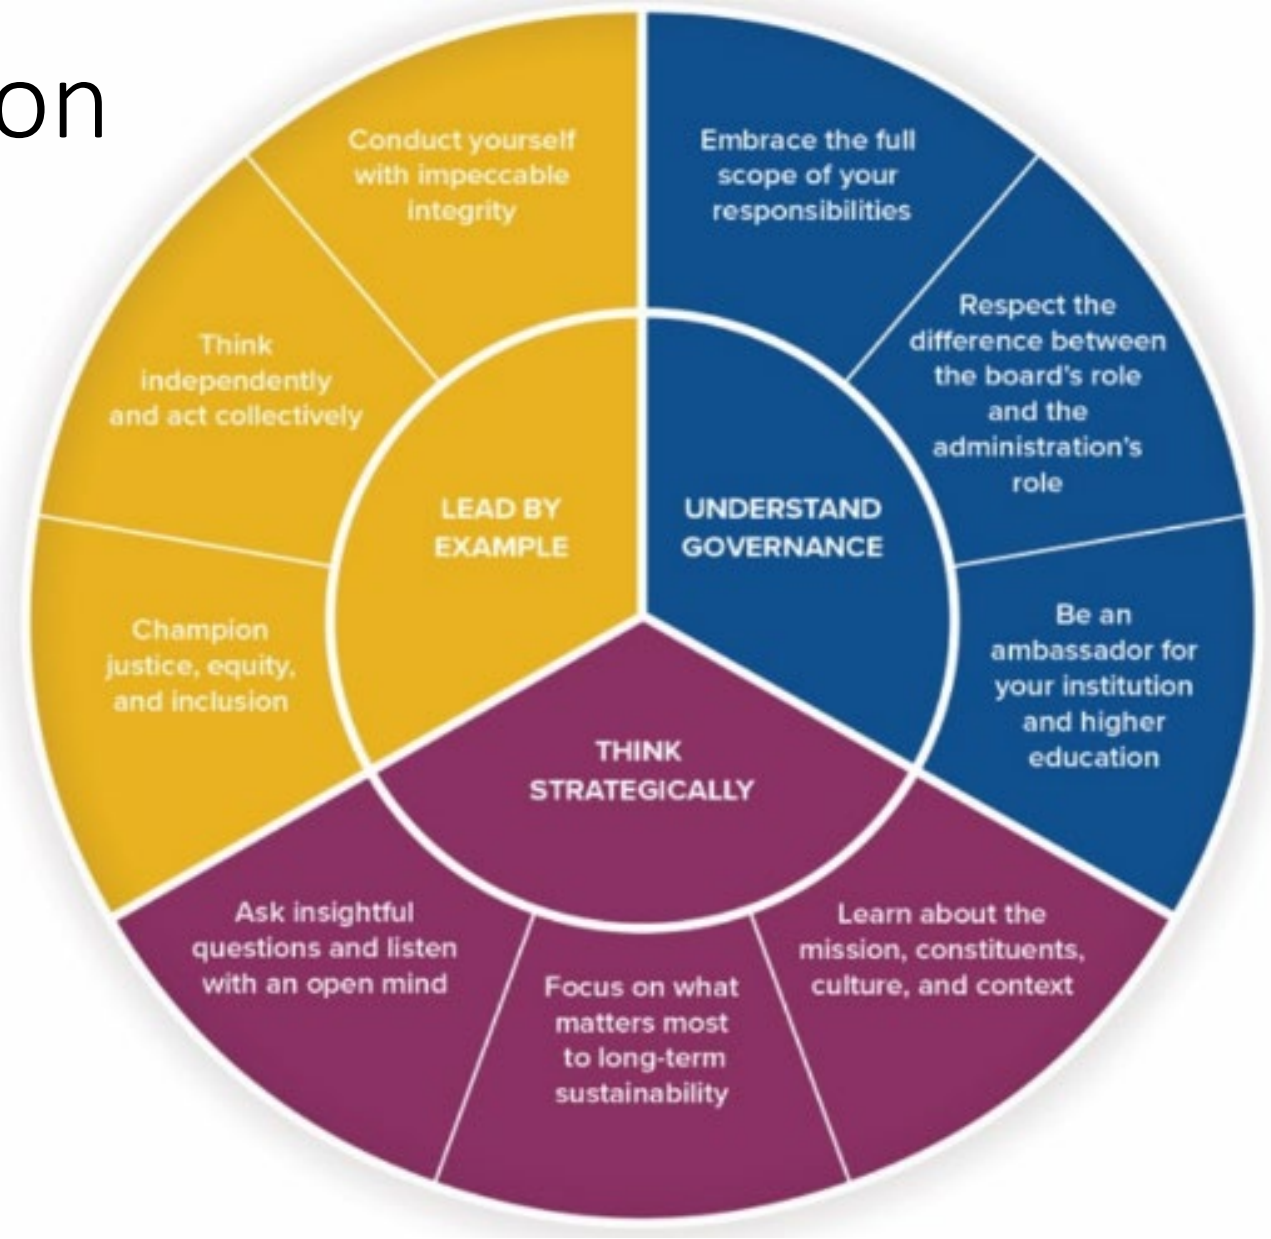 on
Conduct yourself
with impeccable
integrity
Embrace the full
scope of your
responsibilities
Respect the
difference between
the board's role
and the
administration's
role
Think
independently
and act collectively
LEAD BY
EXAMPLE
UNDERSTAND
GOVERNANCE
Be an
ambassador for
your institution
and higher
education
Champion
justice, equity,
and inclusion
THINK
STRATEGICALLY
Ask insightful
questions and listen
with an open mind
Focus on what
matters most
to long-term
sustainability
Learn about the
mission, constituents,
culture, and context